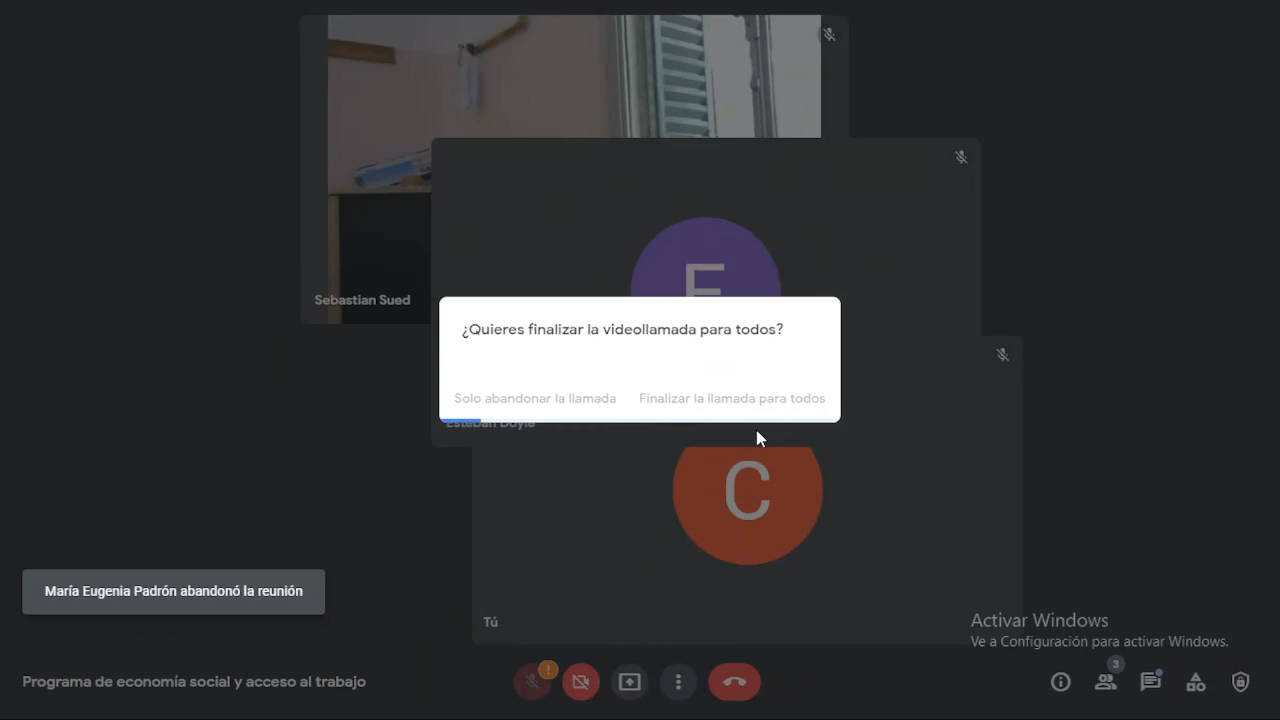 Sebastian Sued
E
¿Quieres finalizar la videollamada para todos?
Solo abandonar la llamada
Finalizar la llamada para todos
Esteban Doyle
C
María Eugenia Padrón abandonó la reunión
Tú
Activar Windows
Ve a Configuración para activar Windows.
Programa de economía social y acceso al trabajo
!
3